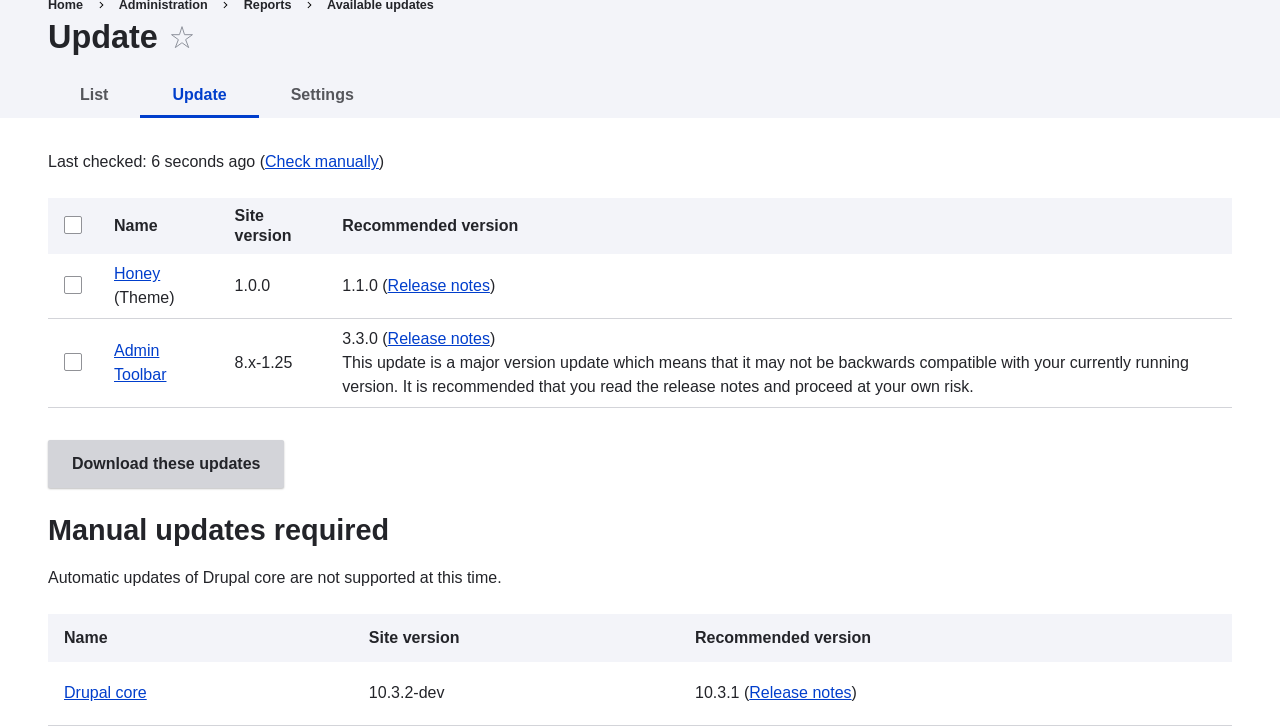 Home Administration Reports Available updates
Update
List Update Settings
Last checked: 6 seconds ago (Check manually)
Name Site version Recommended version
Honey (Theme) 1.0.0 1.1.0 (Release notes)
Admin Toolbar 8.x-1.25 3.3.0 (Release notes)
This update is a major version update which means that it may not be backwards compatible with your currently running
version. It is recommended that you read the release notes and proceed at your own risk.
Download these updates
Manual updates required
Automatic updates of Drupal core are not supported at this time.
Name Site version Recommended version
Drupal core 10.3.2-dev 10.3.1 (Release notes)